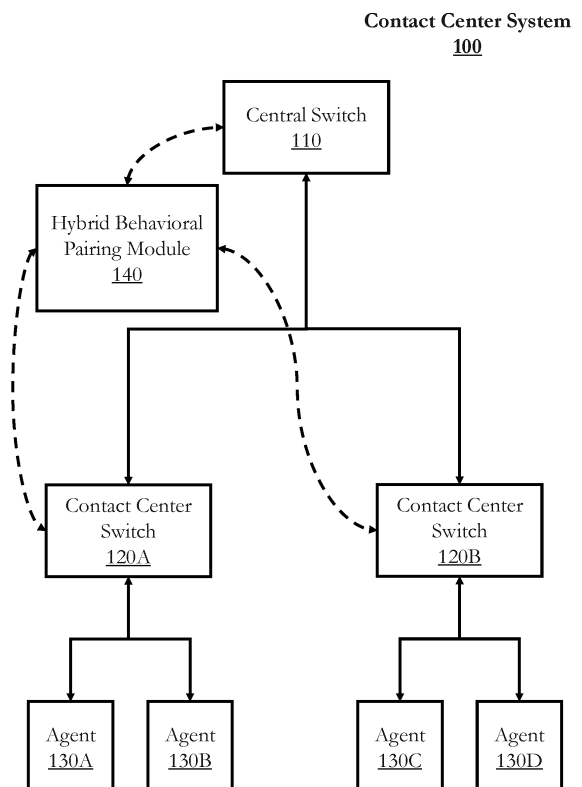 Contact Center System
100
Central Switch
110
Hybrid Behavioral
Pairing Module
140
Contact Center
Switch
120A
Contact Center
Switch
120B
Agent
130A
Agent
130B
Agent
130C
Agent
130D